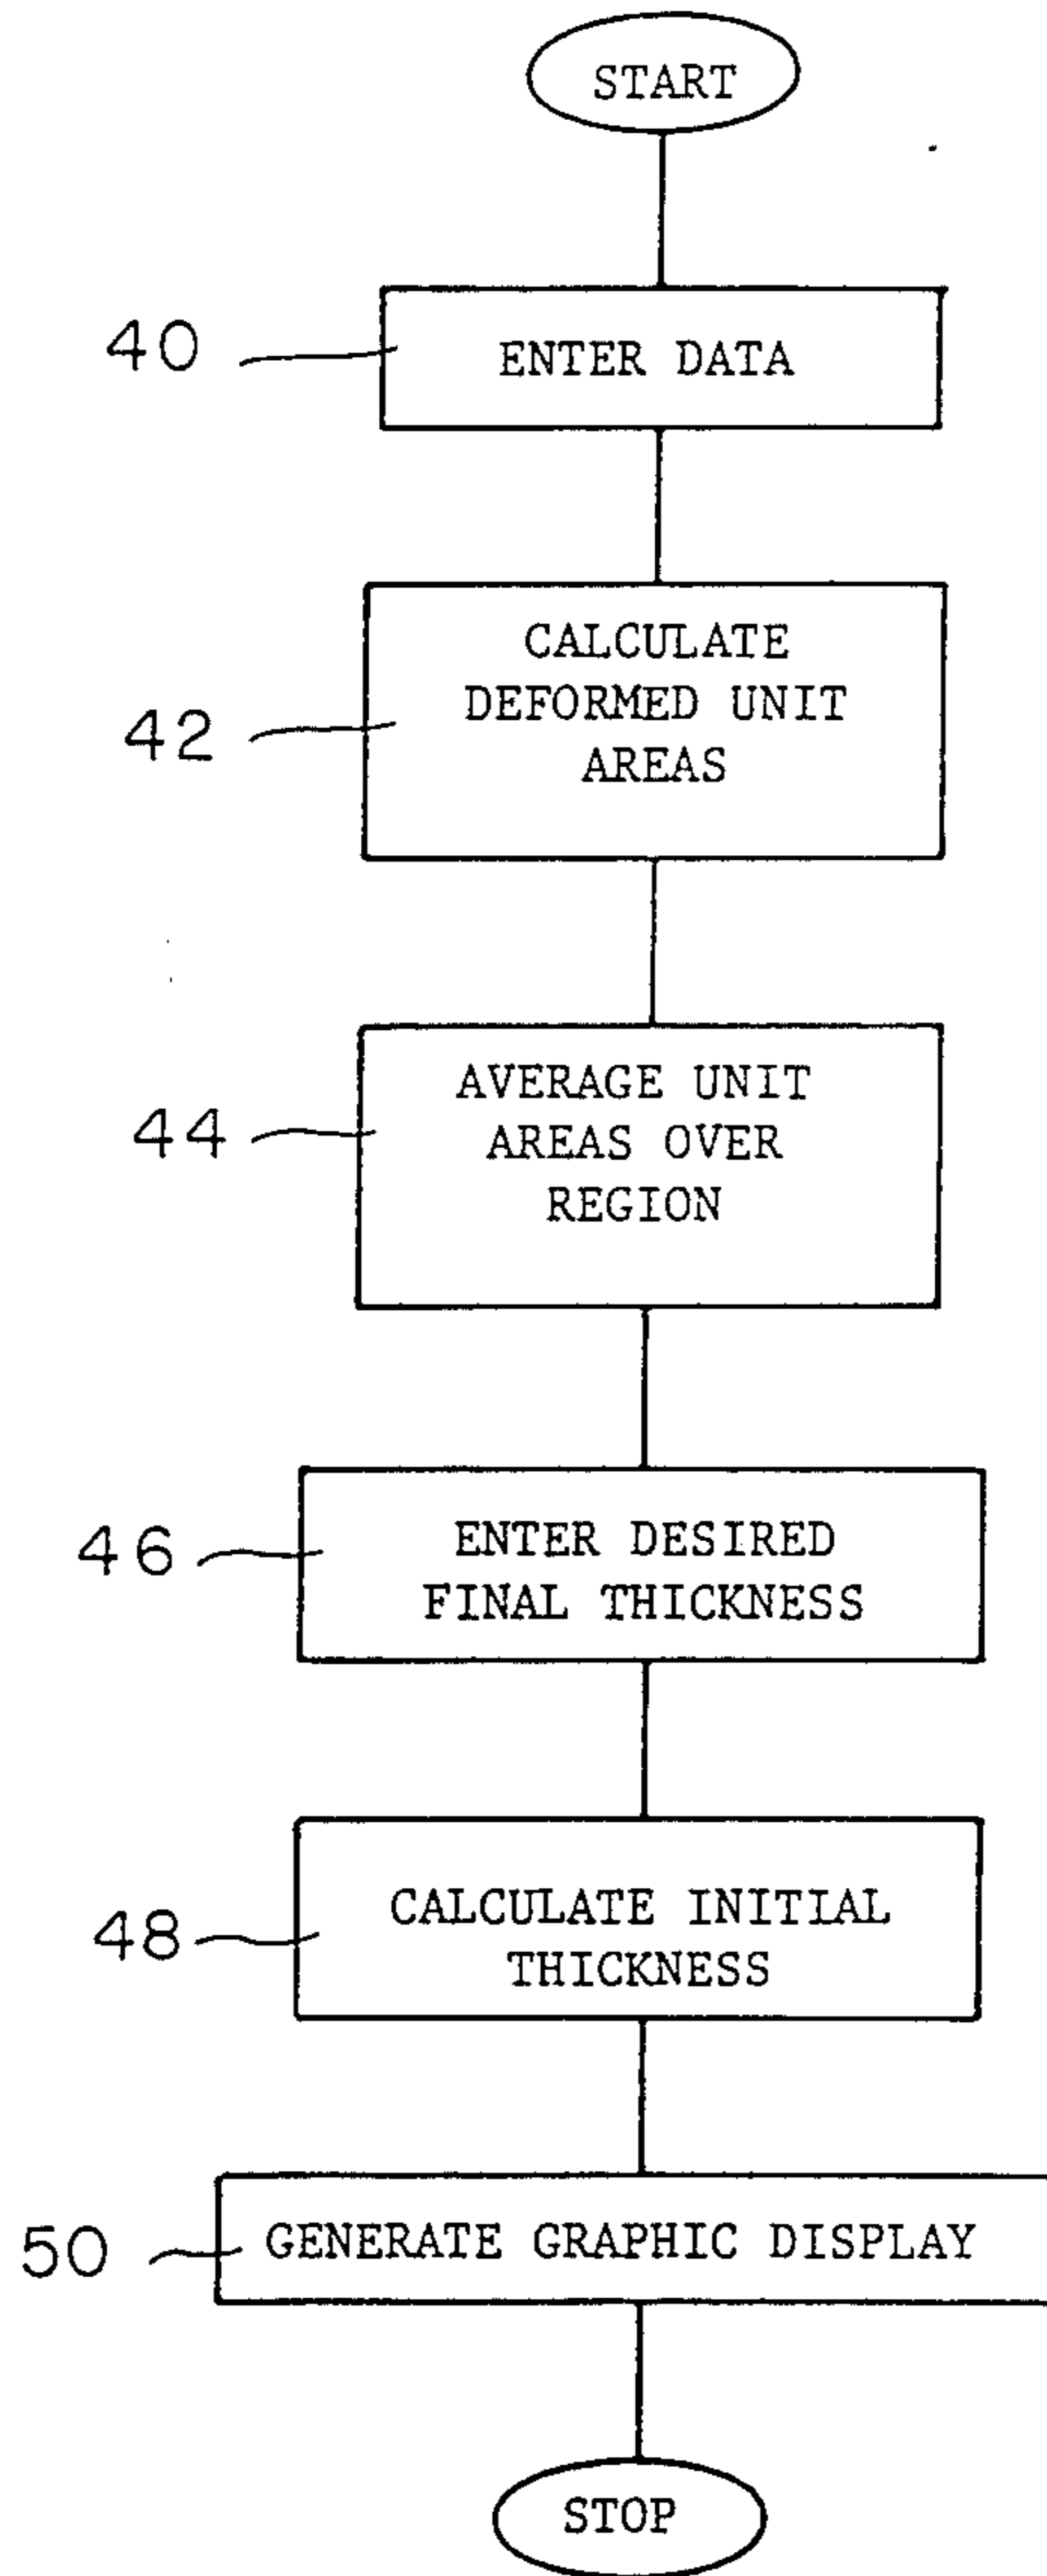 START
40
ENTER DATA
42
CALCULATE
DEFORMED UNIT
AREAS
44
AVERAGE UNIT
AREAS OVER
REGION
46
ENTER DESIRED
FINAL THICKNESS
48
CALCULATE INITIAL
THICKNESS
50
GENERATE GRAPHIC DISPLAY
STOP